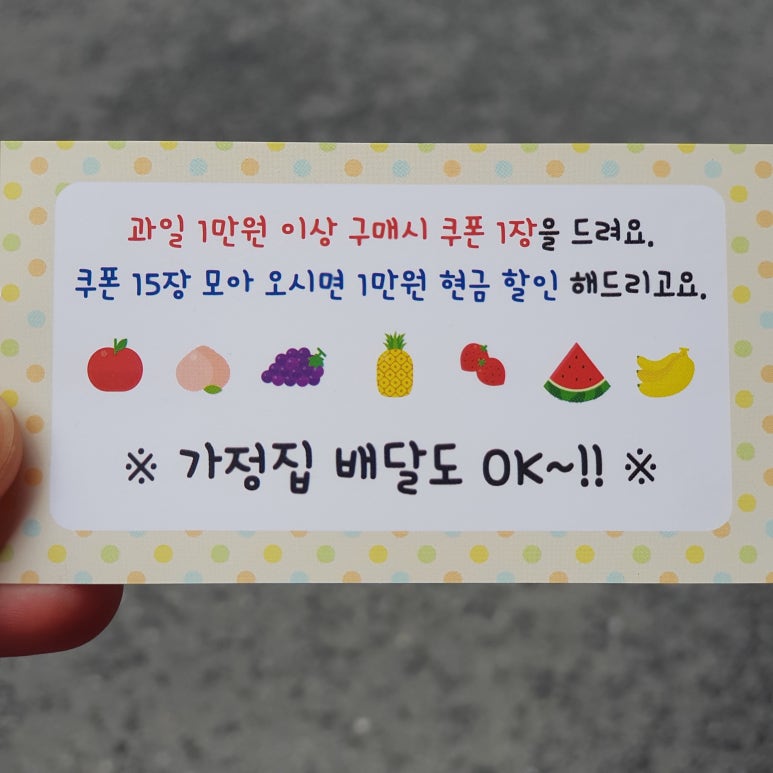 과일 1만원 이상 구매시 쿠폰 1장을 드려요.
쿠폰 15장 모아 오시면 1만원 현금 할인 해드리고요.
※ 가정집 배달도 OK~!! ※